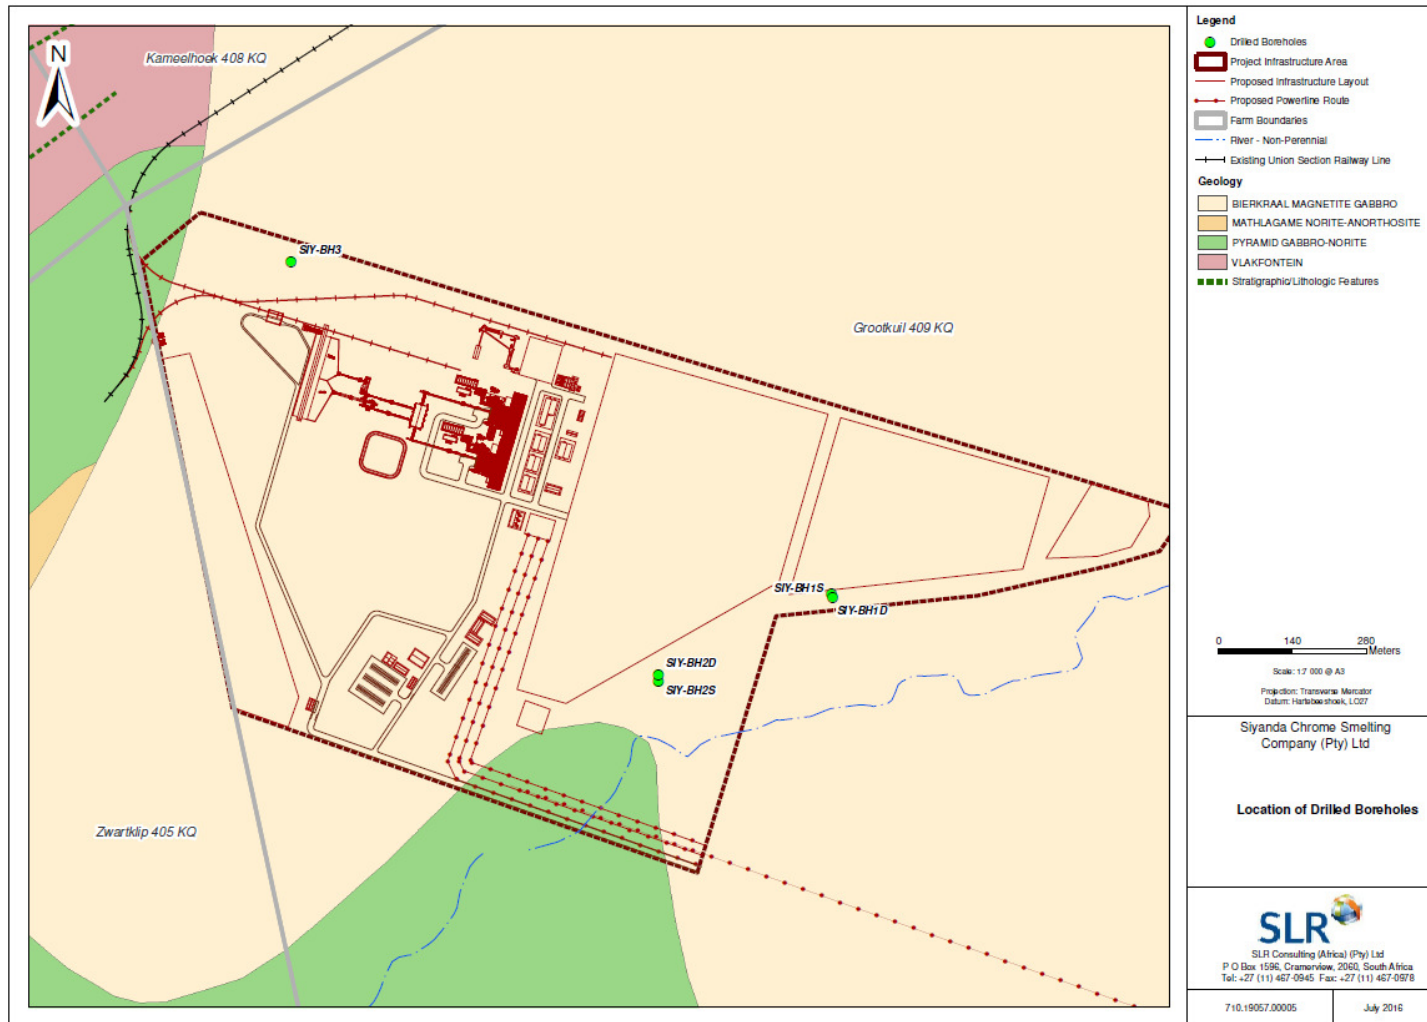 N
Kameelhoek 408 KQ
SIY-BH3
Grootkuil 409 KQ
SIY-BH1S
SIY-BH1D
SIY-BH2D
SIY-BH2S
Zwartklip 405 KQ
Legend
Drilled Boreholes
Project Infrastructure Area
Proposed Infrastructure Layout
Proposed Powerline Route
Farm Boundaries
River - Non-Perennial
Existing Union Section Railway Line
Geology
BIERKRAAL MAGNETITE GABBRO
MATHLAGAME NORITE-ANORTHOSITE
PYRAMID GABBRO-NORITE
VLAKFONTEIN
Stratigraphic/Lithologic Features
0 140 280
Meters
Scale: 1:7 000 @ A3
Projection: Transverse Mercator
Datum: Hartebeeshoek, LO27
Siyanda Chrome Smelting
Company (Pty) Ltd
Location of Drilled Boreholes
SLR
SLR Consulting (Africa) (Pty) Ltd
P O Box 1596, Cramerview, 2060, South Africa
Tel: +27 (11) 467-0945 Fax: +27 (11) 467-0978
710.19057.00005
July 2016